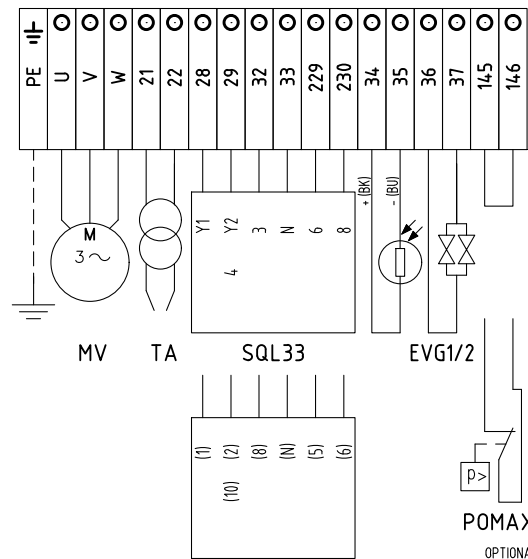 PE U V W 21 22 28 29 32 33 229 230 34 35 36 37 145 146
+ (BK) - (BU)
Y1 Y2 3 N 6 8
4
M
3~
MV TA SQL33 EVG1/2
(1) (2) (8) (N) (5) (6)
(10)
p>
POMAX
OPTIONA